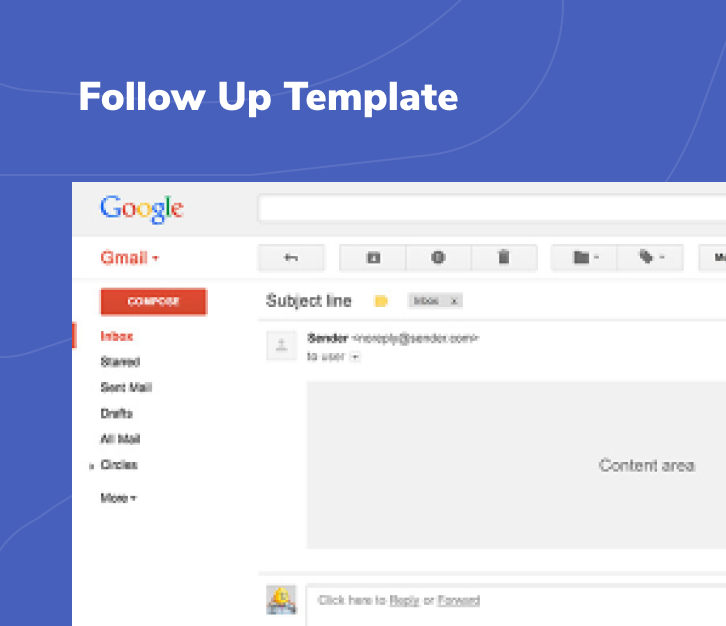 Follow Up Template
Google
Gmail
Mo
COMPOSE
Subject line
Inbox x
Inbox
Sender <noreply@sender.com>
to user
Starred
Sent Mail
Drafts
All Mail
Circles
Content area
More
Click here to Reply or Forward